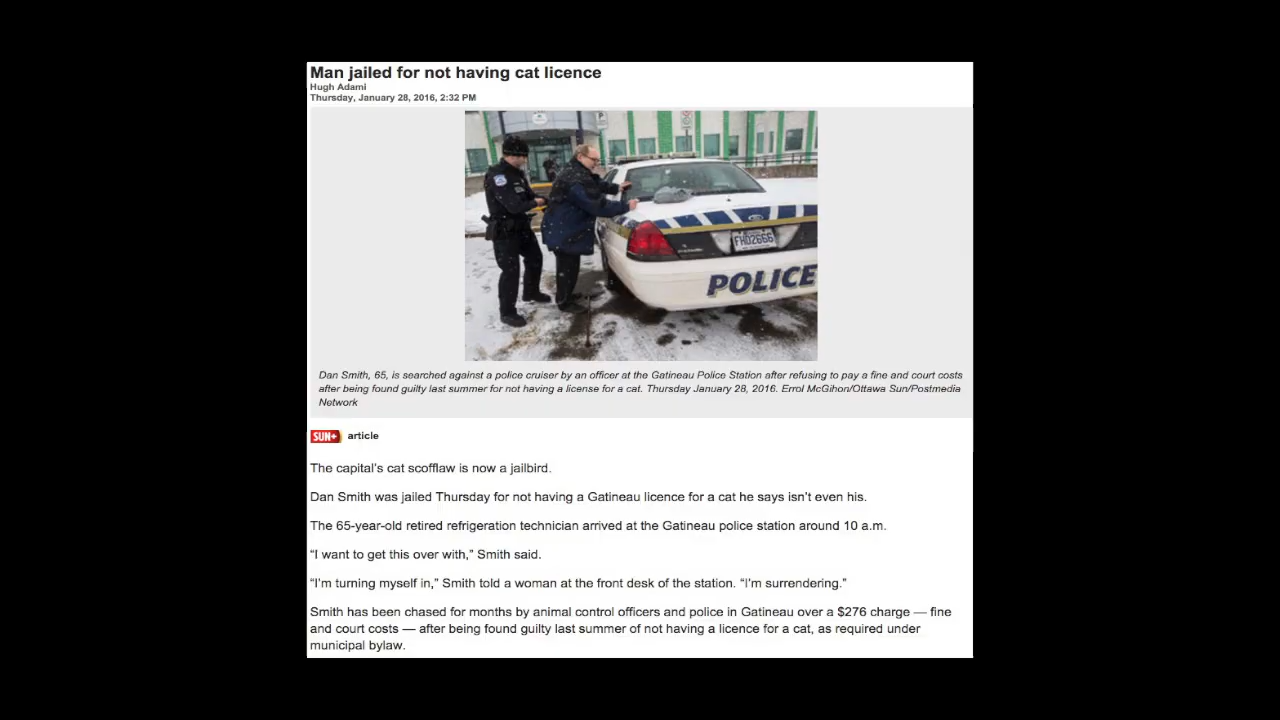 Man jailed for not having cat licence
Hugh Adami
Thursday, January 28, 2016, 2:32 PM
P
FH02666
POLICE
Dan Smith, 65, is searched against a police cruiser by an officer at the Gatineau Police Station after refusing to pay a fine and court costs
after being found guilty last summer for not having a license for a cat. Thursday January 28, 2016. Errol McGihon/Ottawa Sun/Postmedia
Network
SUN+ article
The capital's cat scofflaw is now a jailbird.
Dan Smith was jailed Thursday for not having a Gatineau licence for a cat he says isn't even his.
The 65-year-old retired refrigeration technician arrived at the Gatineau police station around 10 a.m.
“I want to get this over with,” Smith said.
“I'm turning myself in,” Smith told a woman at the front desk of the station. “I'm surrendering.”
Smith has been chased for months by animal control officers and police in Gatineau over a $276 charge — fine
and court costs — after being found guilty last summer of not having a licence for a cat, as required under
municipal bylaw.